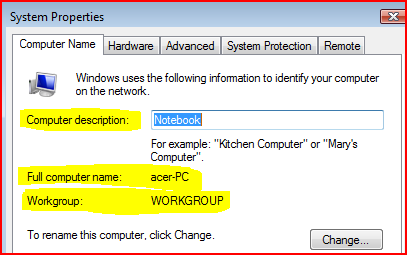 System Properties
Computer Name Hardware Advanced System Protection Remote
Windows uses the following information to identify your computer
on the network.
Computer description: Notebook
For example: "Kitchen Computer" or "Mary's
Computer".
Full computer name: acer-PC
Workgroup: WORKGROUP
To rename this computer, click Change. Change...